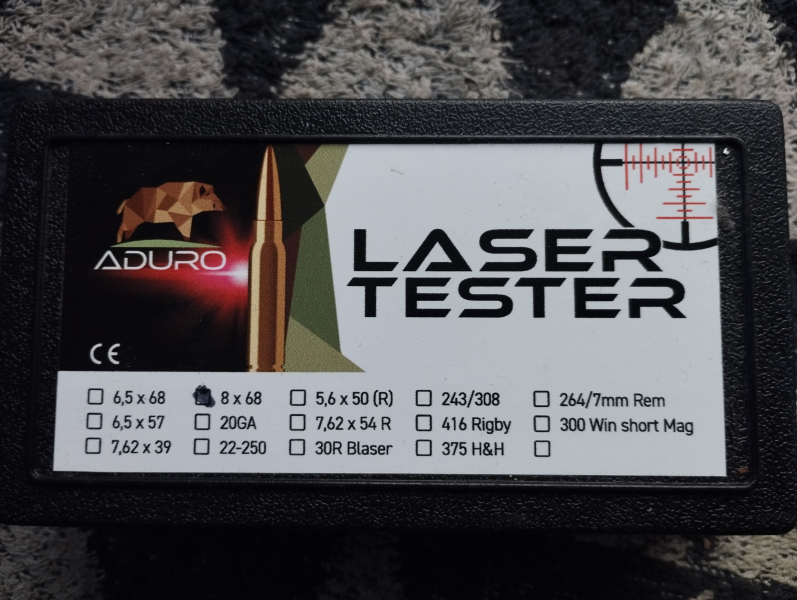 ADURO
LASER
TESTER
CE
6,5 x 68
8 x 68
5,6 x 50 (R)
243/308
264/7mm Rem
6,5 x 57
20GA
7,62 x 54 R
416 Rigby
300 Win short Mag
7,62 x 39
22-250
30R Blaser
375 H&H